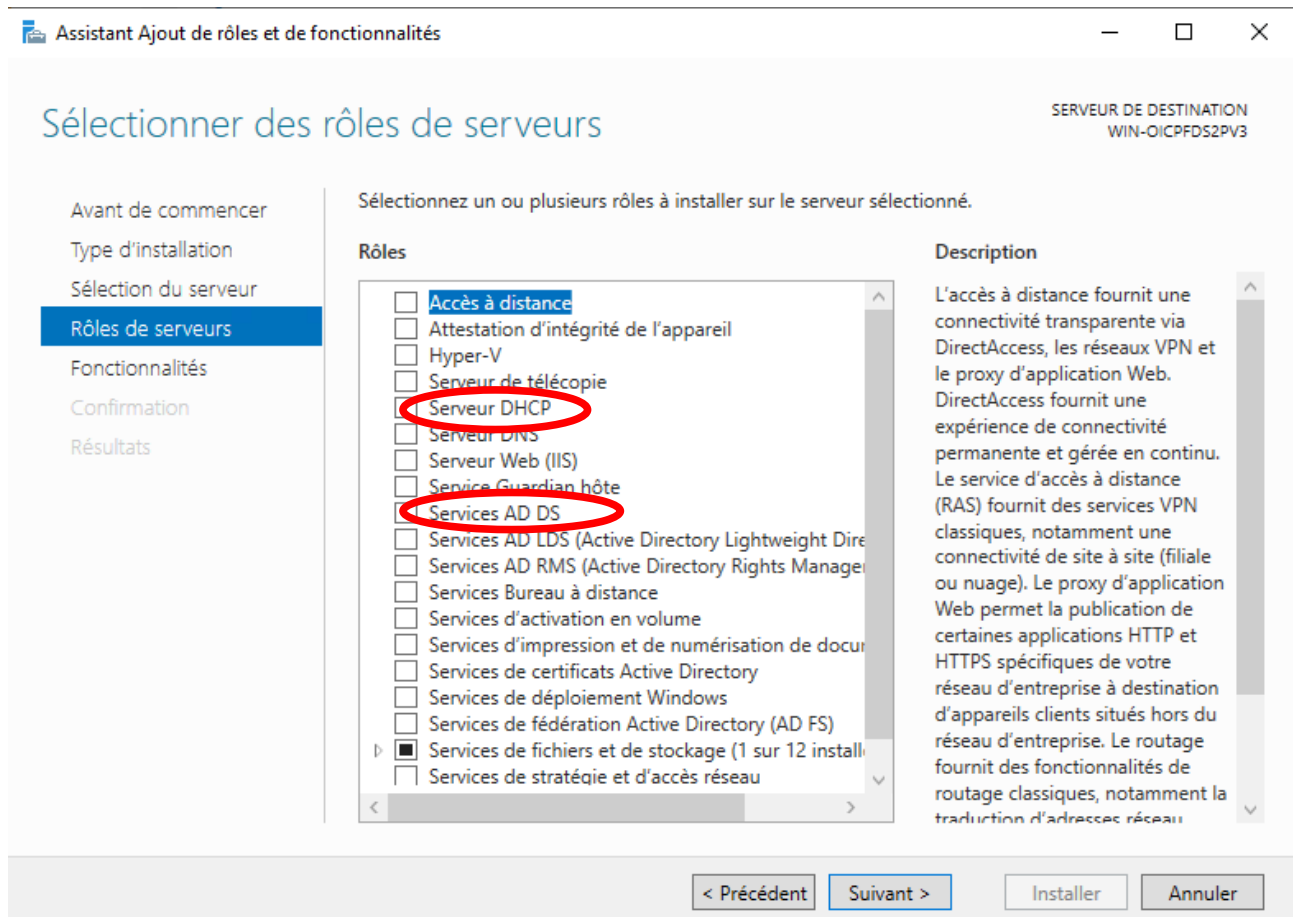 Assistant Ajout de rôles et de fonctionnalités
Sélectionner des rôles de serveurs
SERVEUR DE DESTINATION
WIN-OICPFDS2PV3
Avant de commencer
Type d'installation
Sélection du serveur
Rôles de serveurs
Fonctionnalités
Confirmation
Résultats
Sélectionnez un ou plusieurs rôles à installer sur le serveur sélectionné.
Rôles
Accès à distance
Attestation d'intégrité de l'appareil
Hyper-V
Serveur de télécopie
Serveur DHCP
Serveur DNS
Serveur Web (IIS)
Service Guardian hôte
Services AD DS
Services AD LDS (Active Directory Lightweight Dire
Services AD RMS (Active Directory Rights Manage
Services Bureau à distance
Services d'activation en volume
Services d'impression et de numérisation de docu
Services de certificats Active Directory
Services de déploiement Windows
Services de fédération Active Directory (AD FS)
Services de fichiers et de stockage (1 sur 12 install
Services de stratégie et d'accès réseau
Description
L'accès à distance fournit une
connectivité transparente via
DirectAccess, les réseaux VPN et
le proxy d'application Web.
DirectAccess fournit une
expérience de connectivité
permanente et gérée en continu.
Le service d'accès à distance
(RAS) fournit des services VPN
classiques, notamment une
connectivité de site à site (filiale
ou nuage). Le proxy d'application
Web permet la publication de
certaines applications HTTP et
HTTPS spécifiques de votre
réseau d'entreprise à destination
d'appareils clients situés hors du
réseau d'entreprise. Le routage
fournit des fonctionnalités de
routage classiques, notamment la
traduction d'adresses réseau
< Précédent
Suivant >
Installer
Annuler